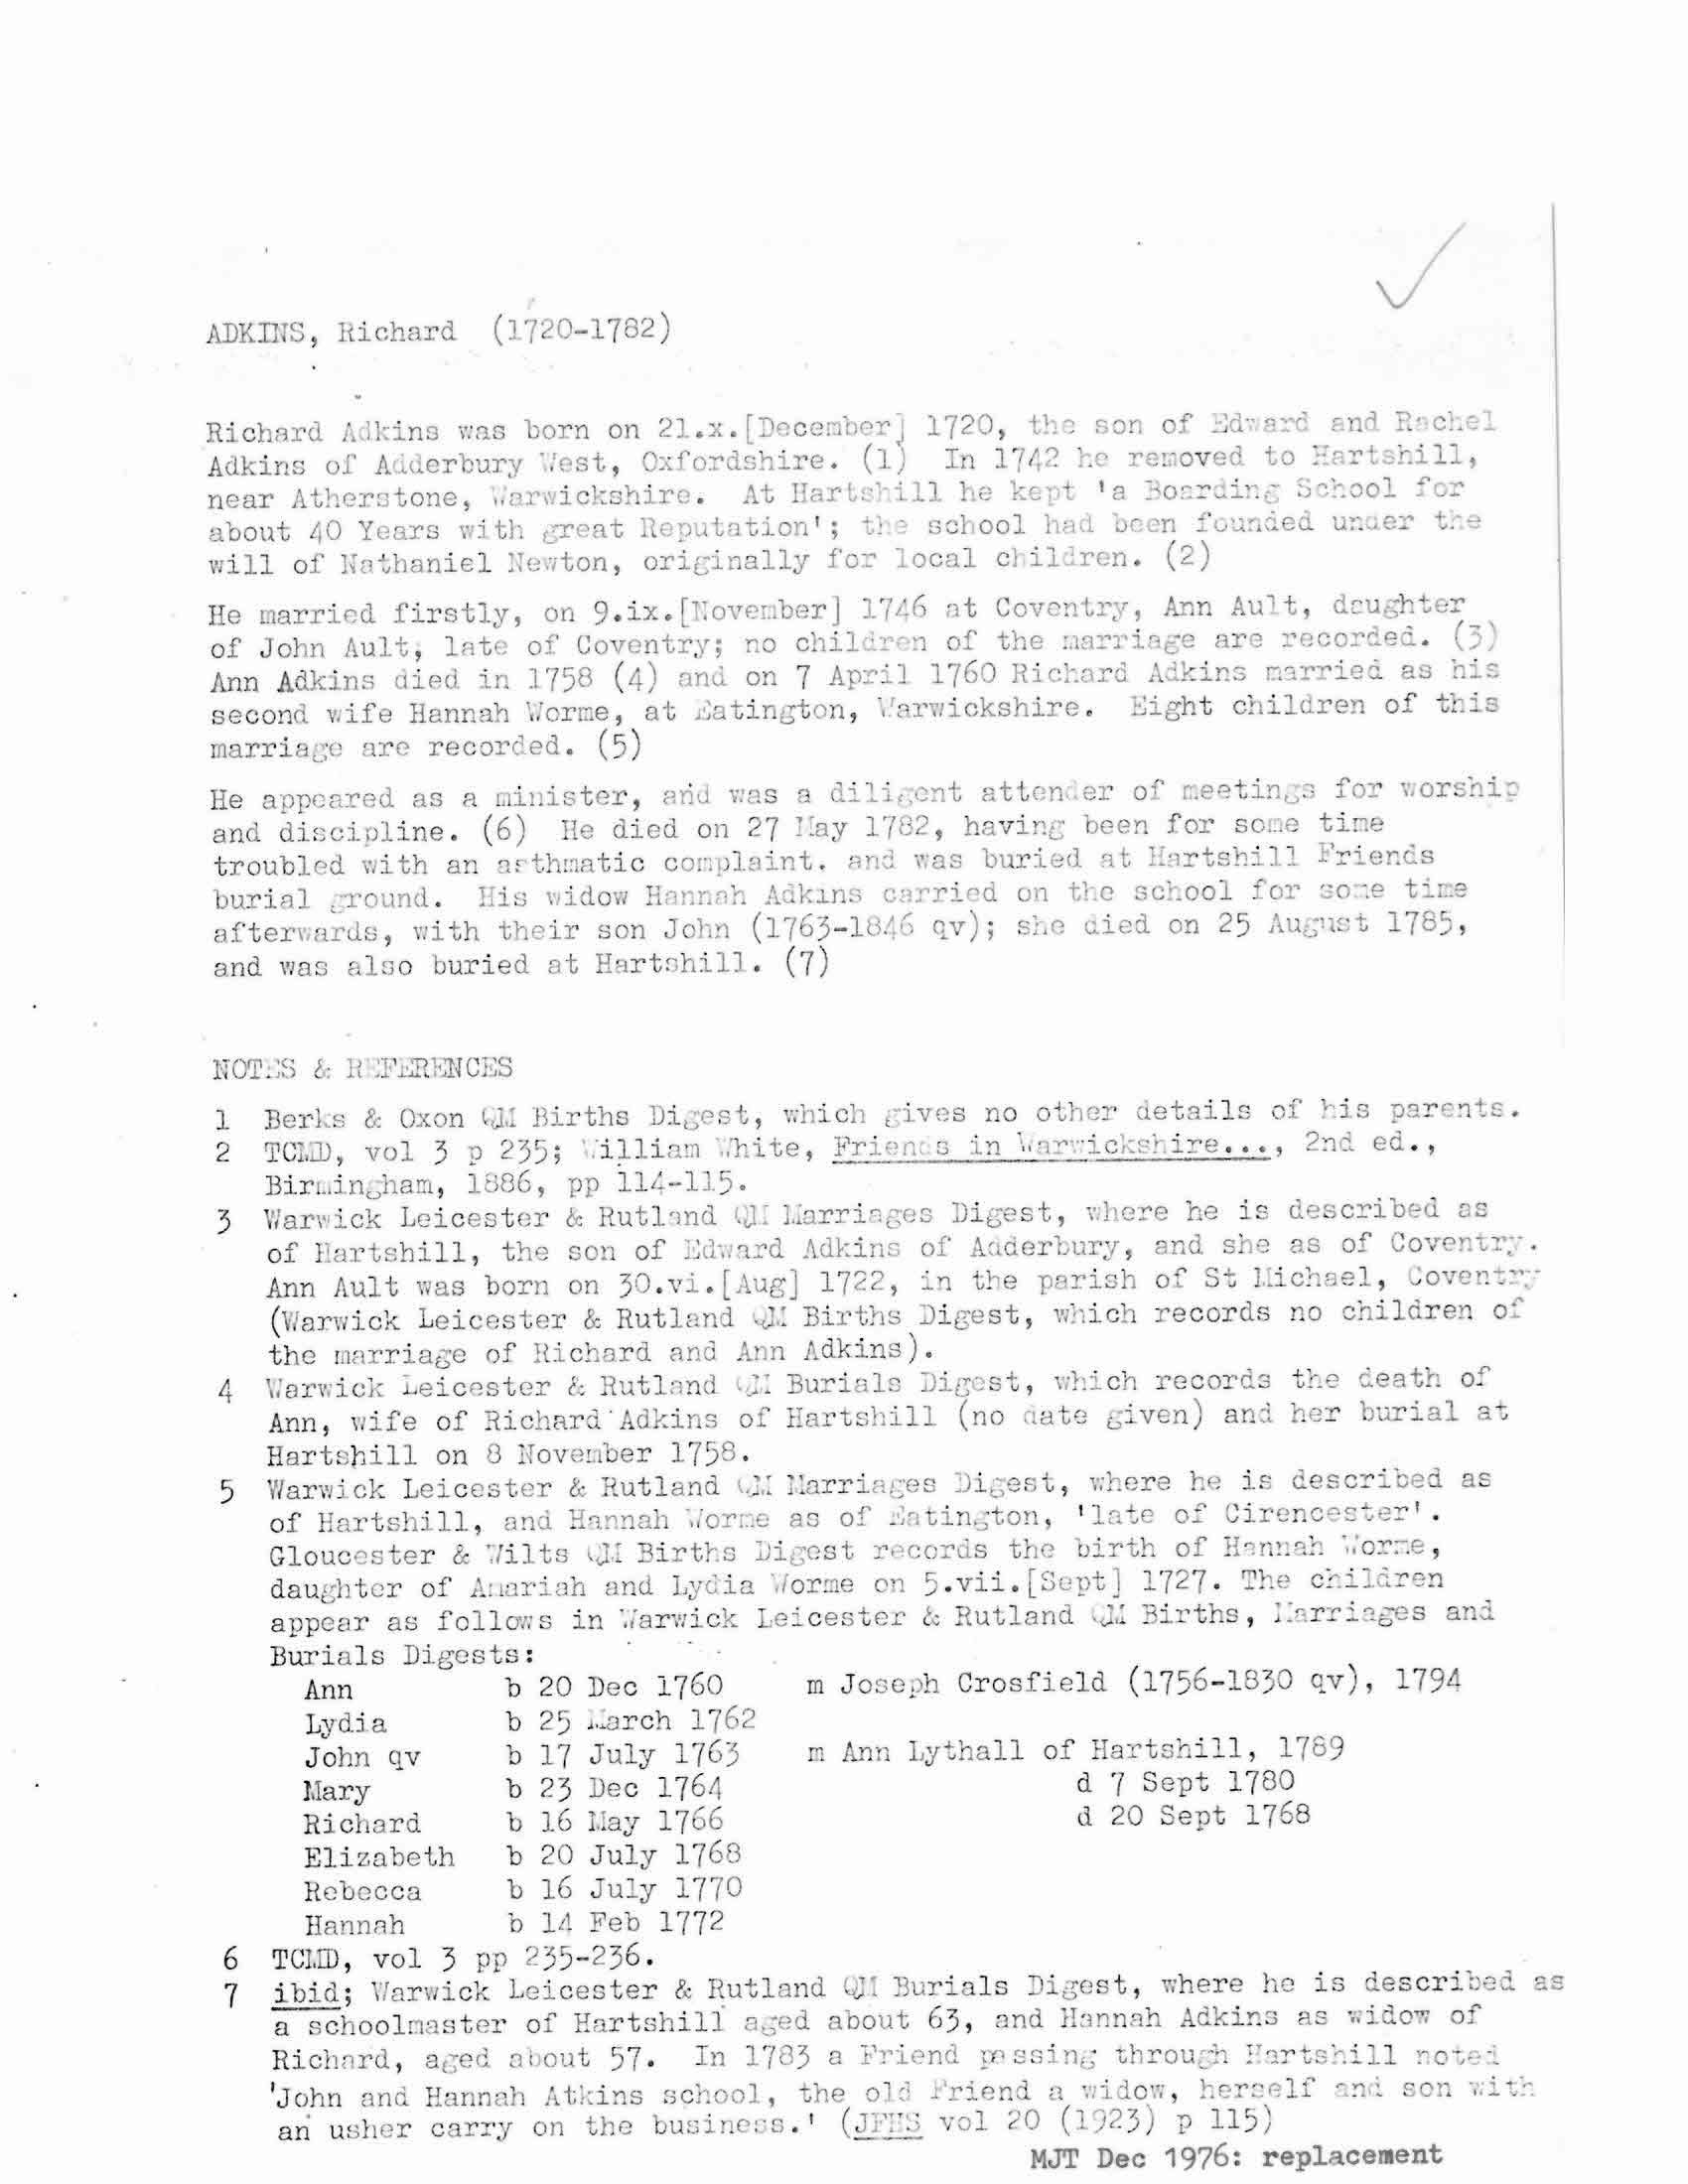 ADKINS, Richard (1720-1782)
Richard Adkins was born on 21.x.[December] 1720, the son of Edward and Rachel
Adkins of Adderbury West, Oxfordshire. (1) In 1742 he removed to Hartshill,
near Atherstone, Warwickshire. At Hartshill he kept 'a Boarding School for
about 40 Years with great Reputation'; the school had been founded under the
will of Nathaniel Newton, originally for local children. (2)
He married firstly, on 9.ix.[November] 1746 at Coventry, Ann Ault, daughter
of John Ault, late of Coventry; no children of the marriage are recorded. (3)
Ann Adkins died in 1758 (4) and on 7 April 1760 Richard Adkins married as his
second wife Hannah Worme, at Eatington, Warwickshire. Eight children of this
marriage are recorded. (5)
He appeared as a minister, and was a diligent attender of meetings for worship
and discipline. (6) He died on 27 May 1782, having been for some time
troubled with an asthmatic complaint. and was buried at Hartshill Friends
burial ground. His widow Hannah Adkins carried on the school for some time
afterwards, with their son John (1763-1846 qv); she died on 25 August 1785,
and was also buried at Hartshill. (7)
NOTES & REFERENCES
1 Berks & Oxon QM Births Digest, which gives no other details of his parents.
2 TCMD, vol 3 p 235; William White, Friends in Warwickshire..., 2nd ed.,
Birmingham, 1886, pp 114-115.
3 Warwick Leicester & Rutland QM Marriages Digest, where he is described as
of Hartshill, the son of Edward Adkins of Adderbury, and she as of Coventry.
Ann Ault was born on 30.vi.[Aug] 1722, in the parish of St Michael, Coventry
(Warwick Leicester & Rutland QM Births Digest, which records no children of
the marriage of Richard and Ann Adkins).
4 Warwick Leicester & Rutland QM Burials Digest, which records the death of
Ann, wife of Richard Adkins of Hartshill (no date given) and her burial at
Hartshill on 8 November 1758.
5 Warwick Leicester & Rutland QM Marriages Digest, where he is described as
of Hartshill, and Hannah Worme as of Eatington, 'late of Cirencester'.
Gloucester & Wilts QM Births Digest records the birth of Hannah Worme,
daughter of Amariah and Lydia Worme on 5.vii.[Sept] 1727. The children
appear as follows in Warwick Leicester & Rutland QM Births, Marriages and
Burials Digests:
Ann b 20 Dec 1760 m Joseph Crosfield (1756-1830 qv), 1794
Lydia b 25 March 1762
John qv b 17 July 1763 m Ann Lythall of Hartshill, 1789
Mary b 23 Dec 1764 d 7 Sept 1780
Richard b 16 May 1766 d 20 Sept 1768
Elizabeth b 20 July 1768
Rebecca b 16 July 1770
Hannah b 14 Feb 1772
6 TCMD, vol 3 pp 235-236.
7 ibid; Warwick Leicester & Rutland QM Burials Digest, where he is described as
a schoolmaster of Hartshill aged about 63, and Hannah Adkins as widow of
Richard, aged about 57. In 1783 a Friend passing through Hartshill noted
'John and Hannah Atkins school, the old Friend a widow, herself and son with
an usher carry on the business.' (JFHS vol 20 (1923) p 115)
MJT Dec 1976: replacement